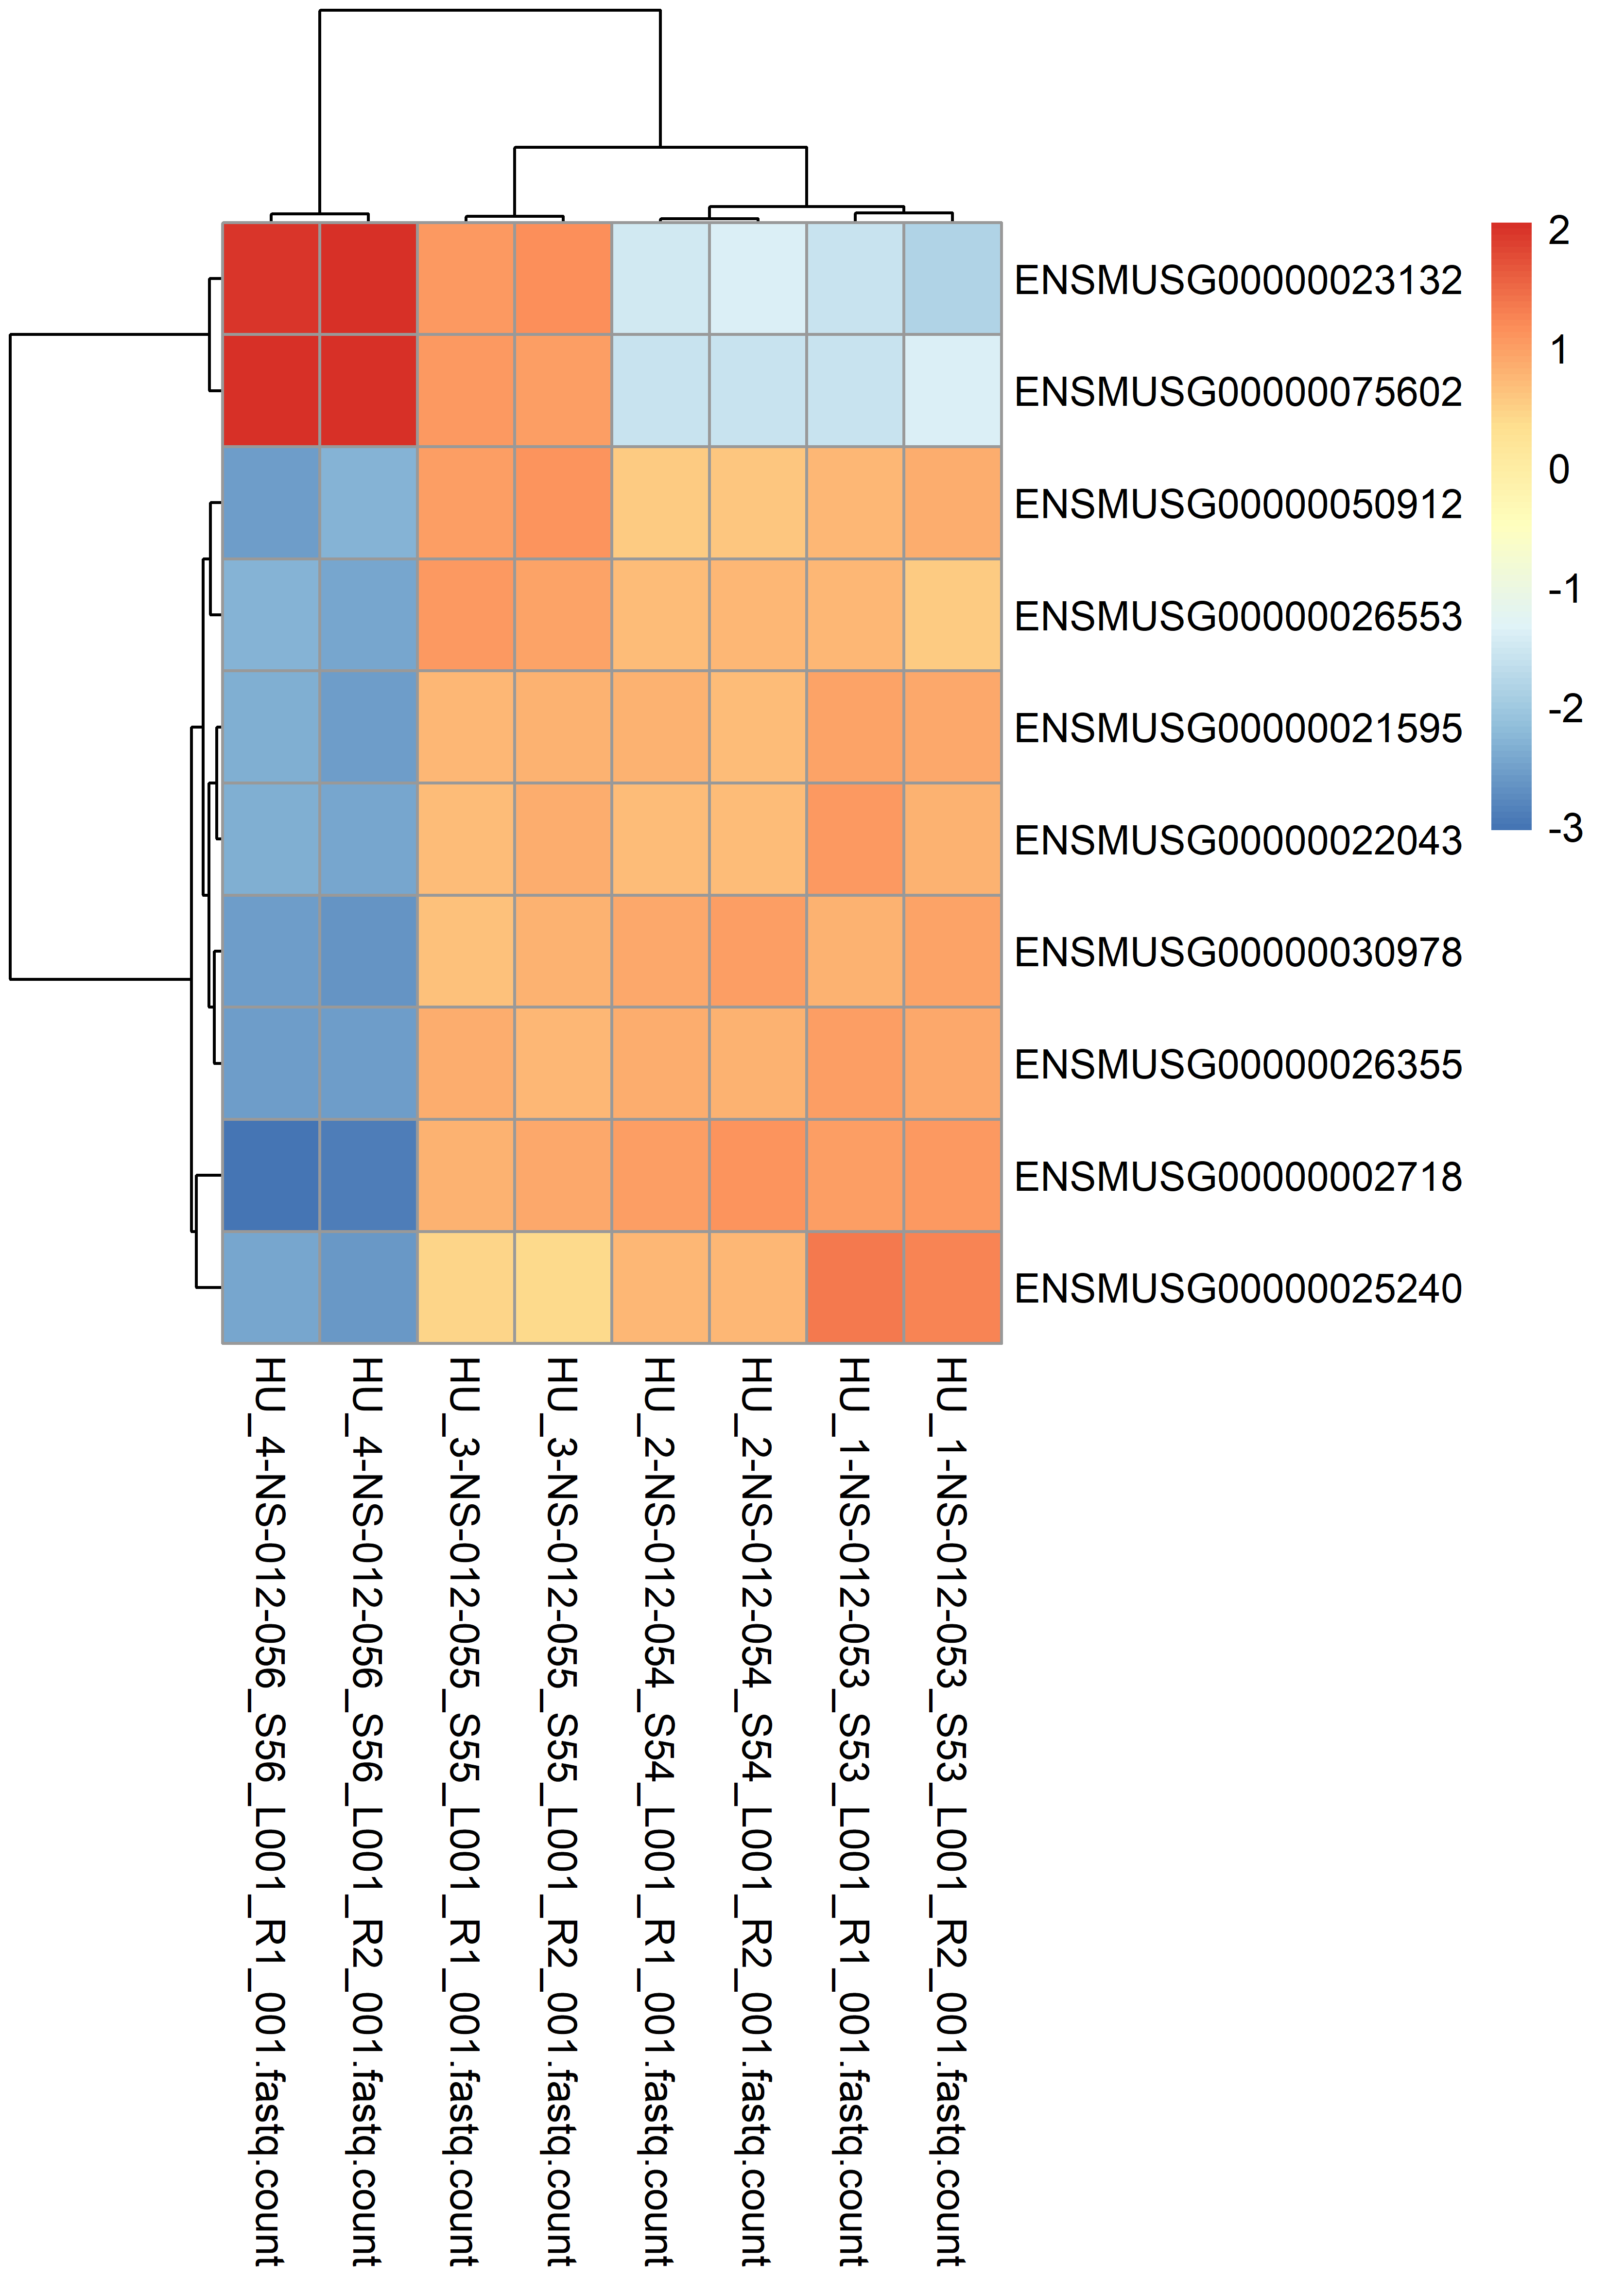 ENSMUSG00000023132
ENSMUSG00000075602
ENSMUSG00000050912
ENSMUSG00000026553
ENSMUSG00000021595
ENSMUSG00000022043
ENSMUSG00000030978
ENSMUSG00000026355
ENSMUSG00000002718
ENSMUSG00000025240
2
1
0
-1
-2
-3
HU_4-NS-012-056_S56_L001_R1_001.fastq.count
HU_4-NS-012-056_S56_L001_R2_001.fastq.count
HU_3-NS-012-055_S55_L001_R1_001.fastq.count
HU_3-NS-012-055_S55_L001_R2_001.fastq.count
HU_2-NS-012-054_S54_L001_R1_001.fastq.count
HU_2-NS-012-054_S54_L001_R2_001.fastq.count
HU_1-NS-012-053_S53_L001_R1_001.fastq.count
HU_1-NS-012-053_S53_L001_R2_001.fastq.count